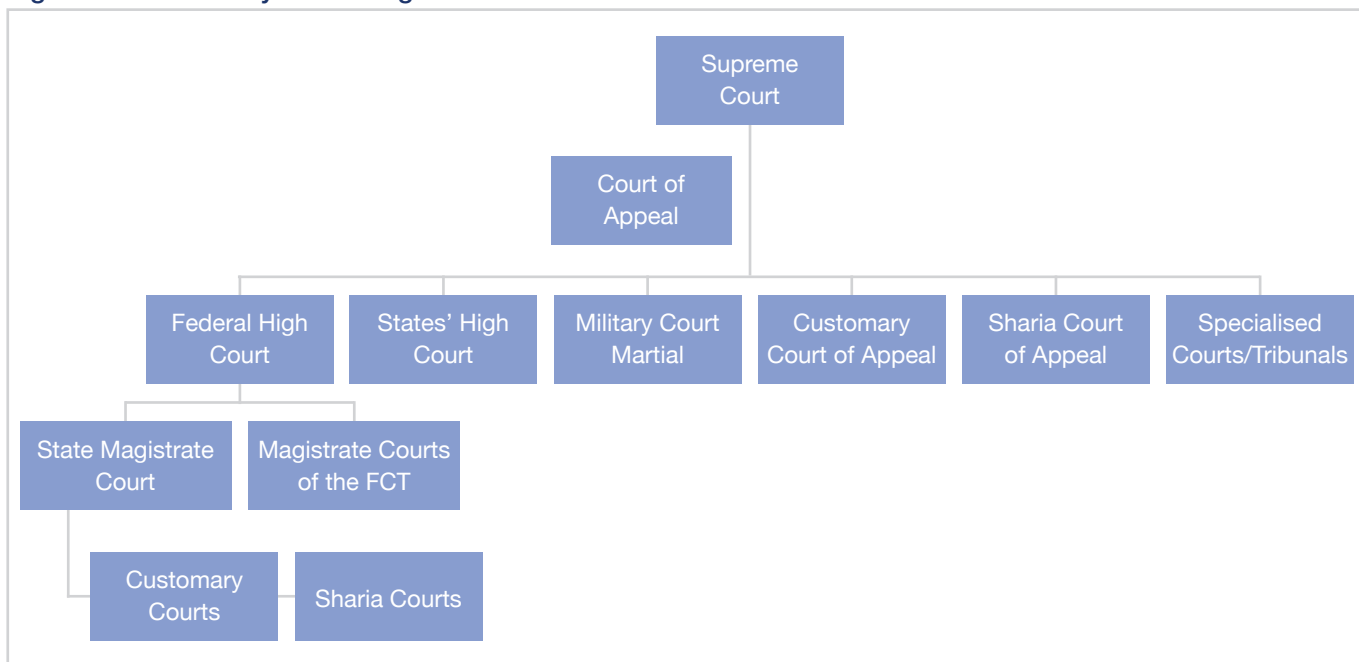 Supreme
Court
Court of
Appeal
Federal High
Court
States' High
Court
Military Court
Martial
Customary
Court of Appeal
Sharia Court
of Appeal
Specialised
Courts/Tribunals
State Magistrate
Court
Magistrate Courts
of the FCT
Customary
Courts
Sharia Courts